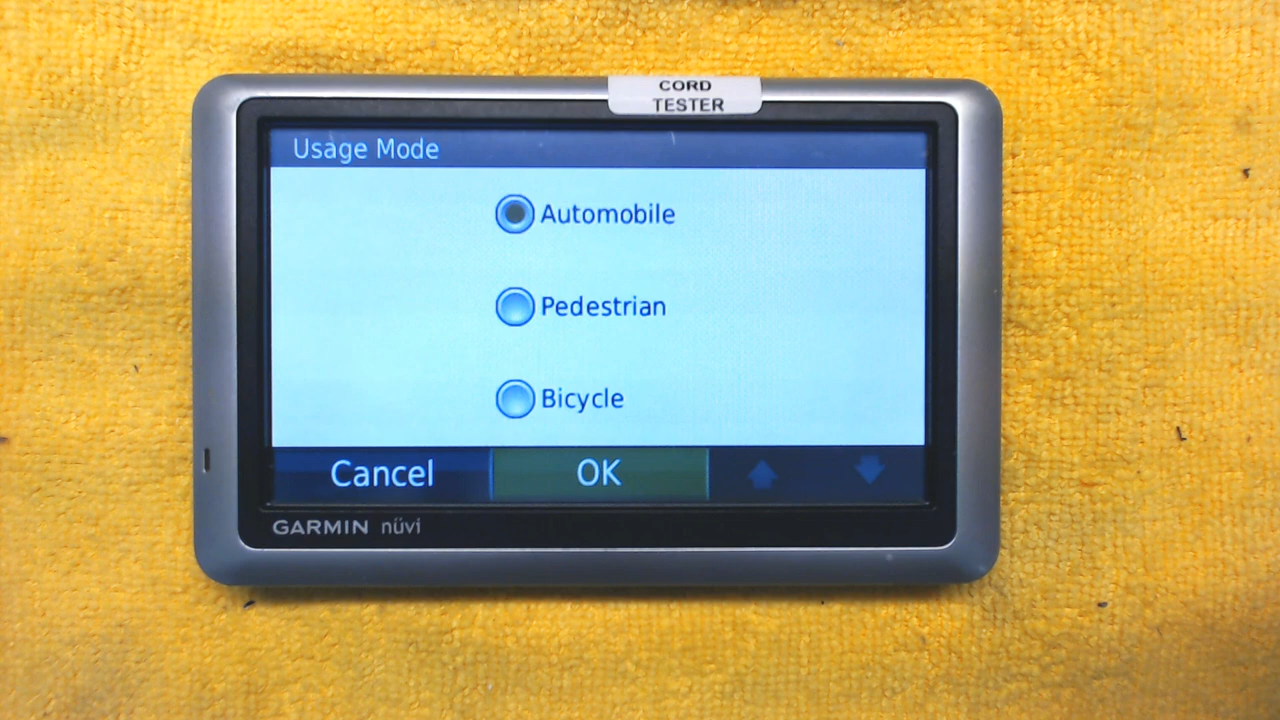 CORD
TESTER
Usage Mode
Automobile
Pedestrian
Bicycle
Cancel OK
GARMIN nüvi